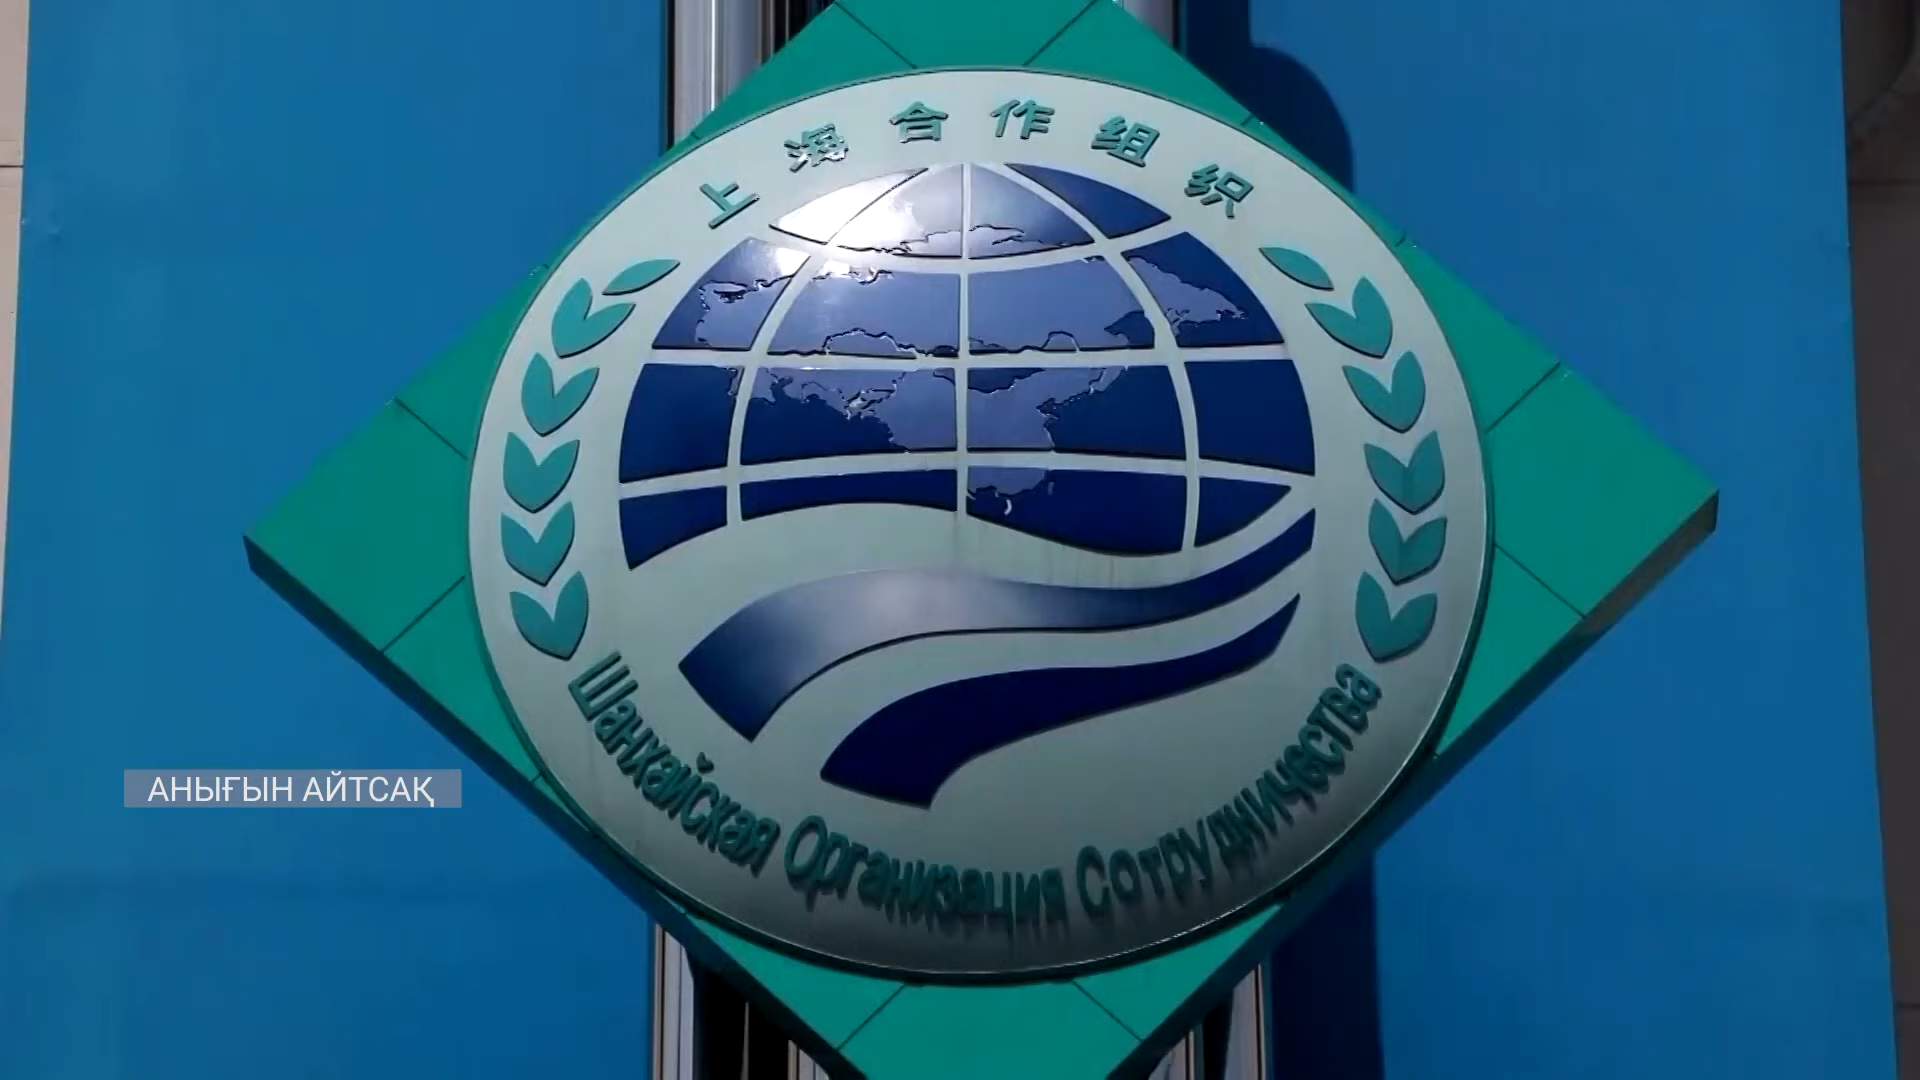 上海合作组织
Шанхайская Организация Сотрудничества
АНЫҒЫН АЙТСАҚ